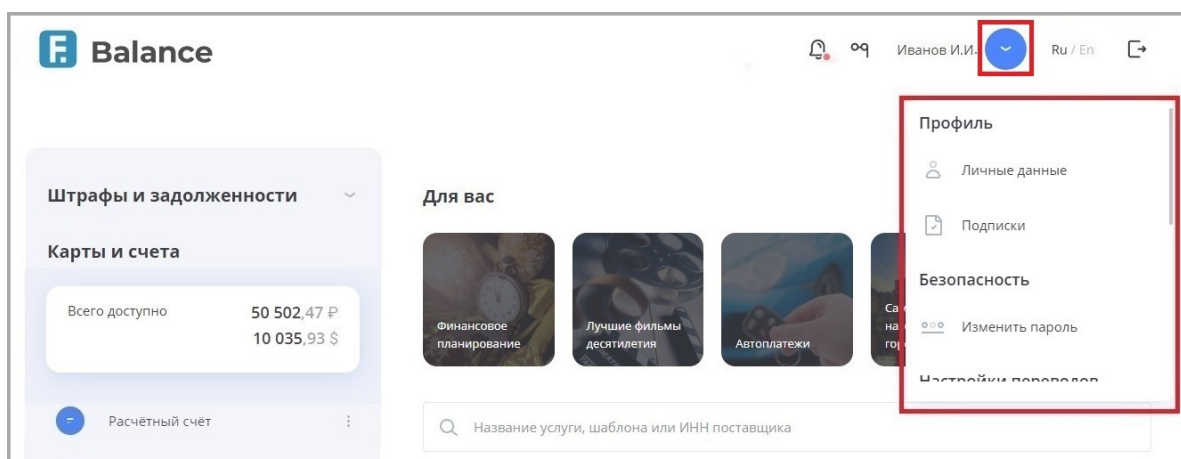 F. Balance
Иванов И.И.
Ru / En
Профиль
Личные данные
Подписки
Безопасность
Изменить пароль
Настройки переводов
Штрафы и задолженности
Карты и счета
Всего доступно
50 502,47 ₽
10 035,93 $
Расчётный счёт
Для вас
Финансовое
планирование
Лучшие фильмы
десятилетия
Автоплатежи
Название услуги, шаблона или ИНН поставщика